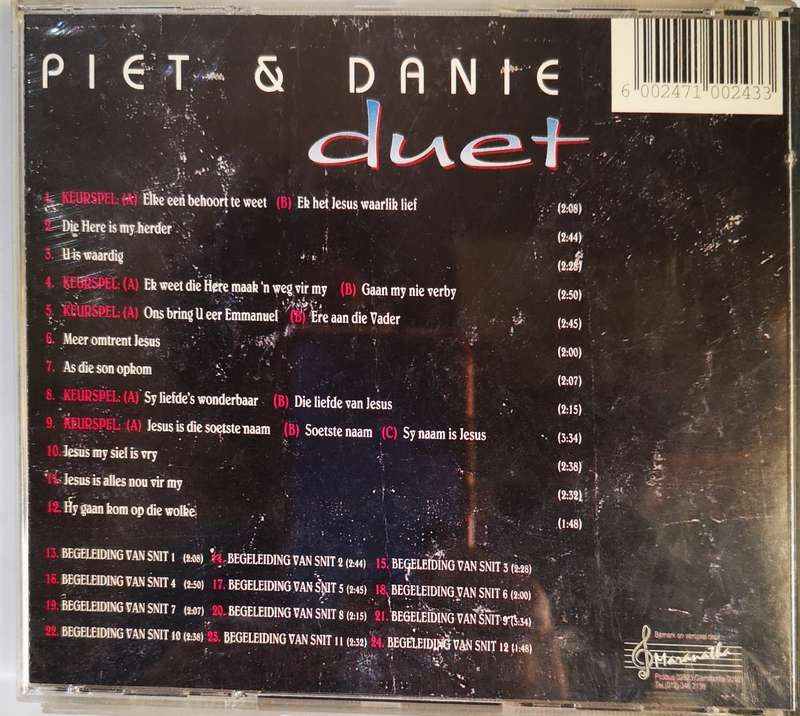 PIET & DANIE
duet
6 002471 002433
1. KEURSPEL: (A) Elke een behoort te weet (B) Ek het Jesus waarlik lief (2:08)
2. Die Here is my herder (2:44)
3. U is waardig (2:28)
4. KEURSPEL: (A) Ek weet die Here maak 'n weg vir my (B) Gaan my nie verby (2:50)
5. KEURSPEL: (A) Ons bring U eer Emmanuel (B) Ere aan die Vader (2:45)
6. Meer omtrent Jesus (2:00)
7. As die son opkom (2:07)
8. KEURSPEL: (A) Sy liefde's wonderbaar (B) Die liefde van Jesus (2:15)
9. KEURSPEL: (A) Jesus is die soetste naam (B) Soetste naam (C) Sy naam is Jesus (3:34)
10. Jesus my siel is vry (2:38)
11. Jesus is alles nou vir my (2:32)
12. Hy gaan kom op die wolke (1:48)
13. BEGELEIDING VAN SNIT 1 (2:08) 14. BEGELEIDING VAN SNIT 2 (2:44) 15. BEGELEIDING VAN SNIT 3 (2:28)
16. BEGELEIDING VAN SNIT 4 (2:50) 17. BEGELEIDING VAN SNIT 5 (2:45) 18. BEGELEIDING VAN SNIT 6 (2:00)
19. BEGELEIDING VAN SNIT 7 (2:07) 20. BEGELEIDING VAN SNIT 8 (2:15) 21. BEGELEIDING VAN SNIT 9 (3:34)
22. BEGELEIDING VAN SNIT 10 (2:38) 23. BEGELEIDING VAN SNIT 11 (2:32) 24. BEGELEIDING VAN SNIT 12 (1:48)
Bemark en versprei deur
Maranatha